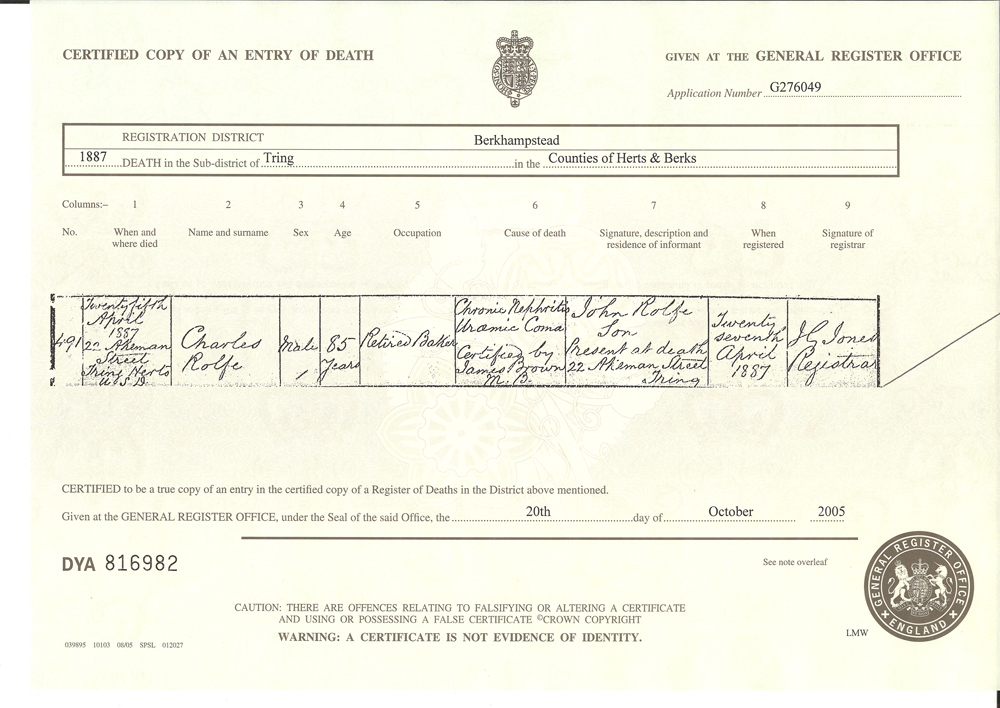 CERTIFIED COPY OF AN ENTRY OF DEATH
GIVEN AT THE GENERAL REGISTER OFFICE
Application Number G276049
REGISTRATION DISTRICT Berkhampstead
1887 DEATH in the Sub-district of Tring in the Counties of Herts & Berks
Columns:– 1 2 3 4 5 6 7 8 9
No. When and where died Name and surname Sex Age Occupation Cause of death Signature, description and residence of informant When registered Signature of registrar
491
Twenty fifth
April
1887
22 Akeman
Street
Tring Herts
U.S.D.
Charles
Rolfe
Male
85
Years
Retired Baker
Chronic Nephritis
Uraemic Coma
Certified by
James Brown
M.B.
John Rolfe
Son
Present at death
22 Akeman Street
Tring
Twenty
seventh
April
1887
Jones
Registrar
CERTIFIED to be a true copy of an entry in the certified copy of a Register of Deaths in the District above mentioned.
Given at the GENERAL REGISTER OFFICE, under the Seal of the said Office, the 20th day of October 2005
DYA 816982
See note overleaf
CAUTION: THERE ARE OFFENCES RELATING TO FALSIFYING OR ALTERING A CERTIFICATE
AND USING OR POSSESSING A FALSE CERTIFICATE ©CROWN COPYRIGHT
WARNING: A CERTIFICATE IS NOT EVIDENCE OF IDENTITY.
GENERAL REGISTER OFFICE
ENGLAND
LMW
039895 10103 08/05 SPSL 012027